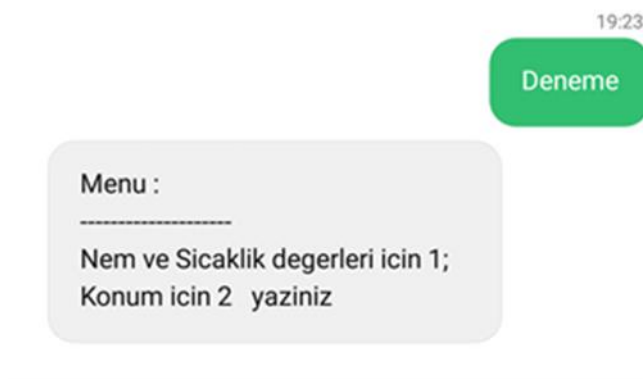 19:23
Deneme
Menu :
--------------------
Nem ve Sicaklik degerleri icin 1;
Konum icin 2   yaziniz